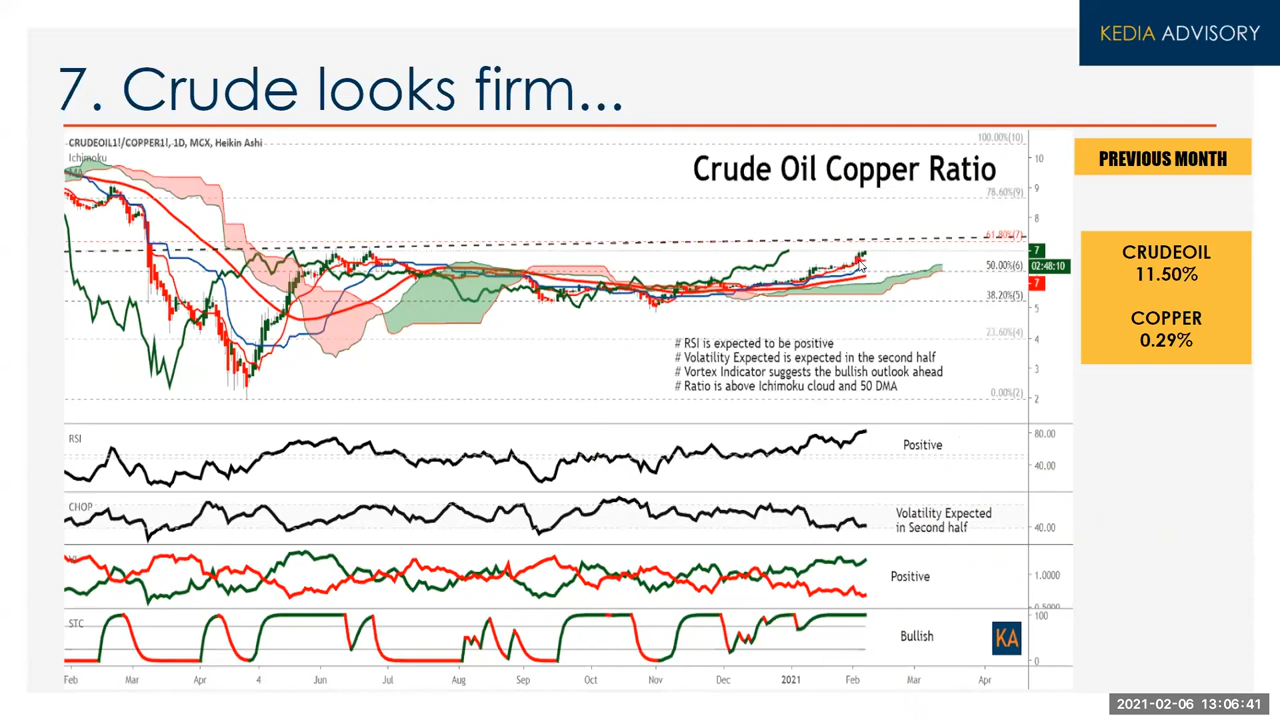 KEDIA ADVISORY
7. Crude looks firm...
CRUDEOIL1!/COPPER1!, 1D, MCX, Heikin Ashi
Ichimoku
MA
Crude Oil Copper Ratio
100.00%(10)
78.60%(9)
61.80%(7)
50.00%(6)
38.20%(5)
23.60%(4)
0.00%(2)
10
9
8
7
02:48:10
7
5
4
3
2
# RSI is expected to be positive
# Volatility Expected is expected in the second half
# Vortex Indicator suggests the bullish outlook ahead
# Ratio is above Ichimoku cloud and 50 DMA
PREVIOUS MONTH
CRUDEOIL
11.50%
COPPER
0.29%
RSI
Positive
80.00
40.00
CHOP
Volatility Expected
in Second half
40.00
Positive
1.0000
0.5000
STC
Bullish
KA
100
0
Feb Mar Apr 4 Jun Jul Aug Sep Oct Nov Dec 2021 Feb Mar Apr
2021-02-06 13:06:41